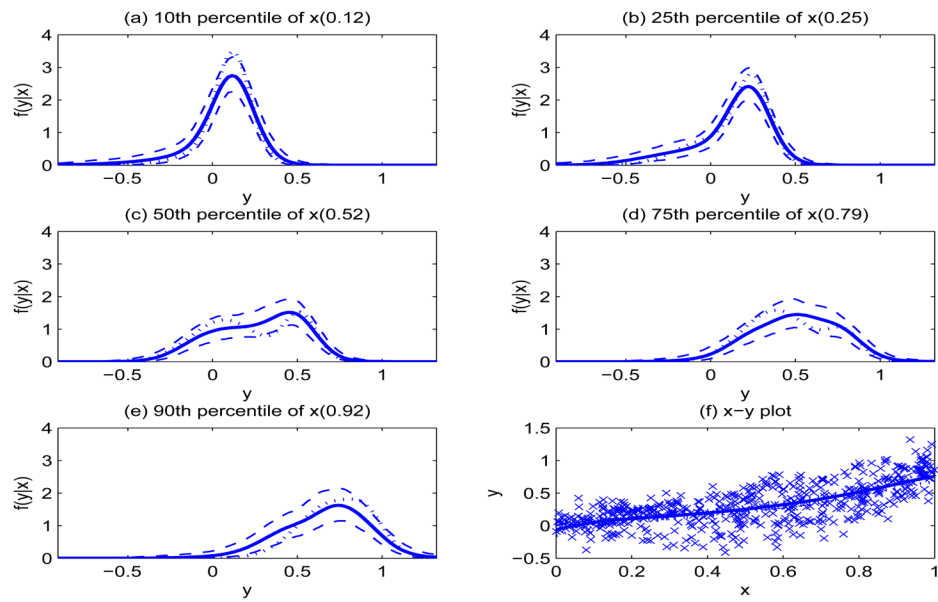 (a) 10th percentile of x(0.12)
4
3
2
1
0
f(y|x)
−0.5 0 0.5 1
y
(b) 25th percentile of x(0.25)
4
3
2
1
0
f(y|x)
−0.5 0 0.5 1
y
(c) 50th percentile of x(0.52)
4
3
2
1
0
f(y|x)
−0.5 0 0.5 1
y
(d) 75th percentile of x(0.79)
4
3
2
1
0
f(y|x)
−0.5 0 0.5 1
y
(e) 90th percentile of x(0.92)
4
3
2
1
0
f(y|x)
−0.5 0 0.5 1
y
(f) x−y plot
1.5
1
0.5
0
−0.5
y
0 0.2 0.4 0.6 0.8 1
x